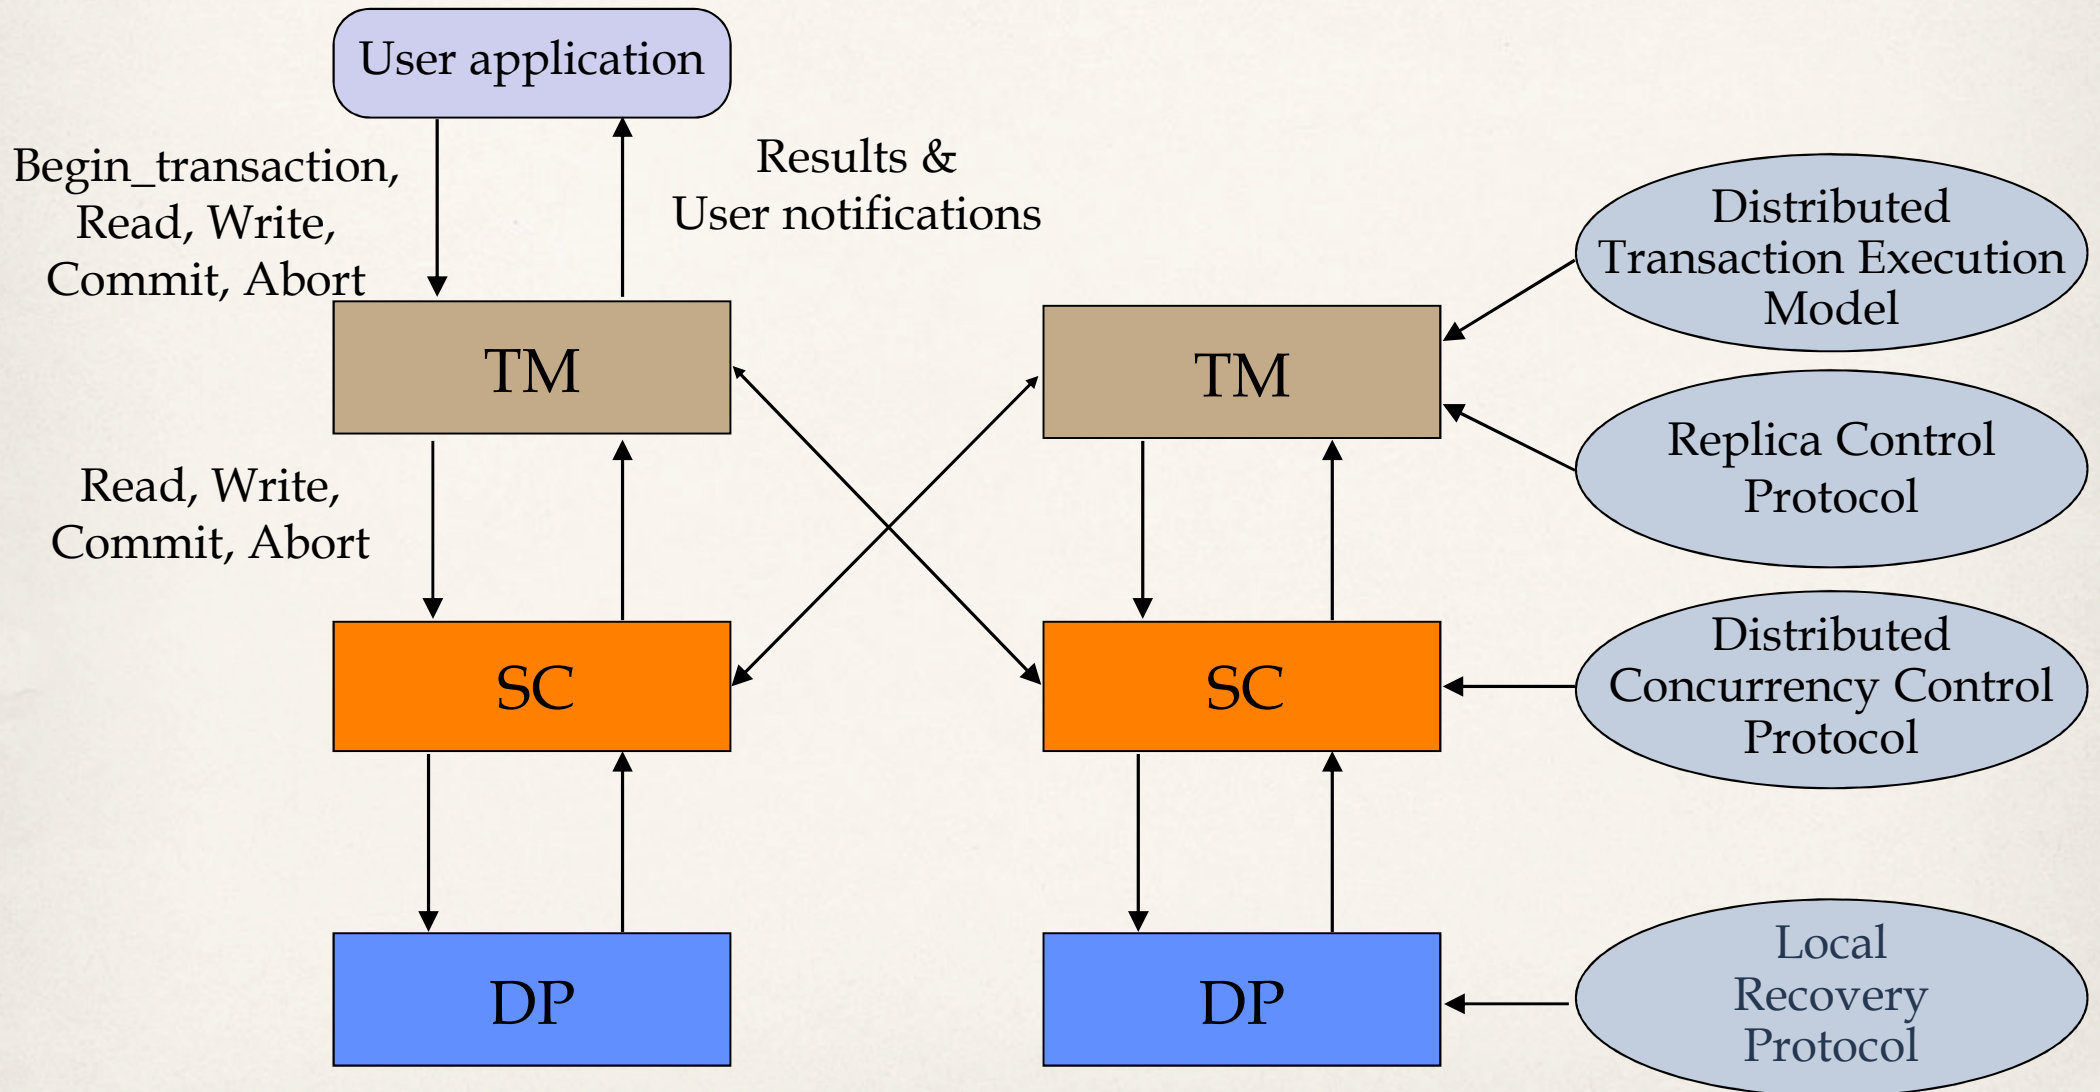 User application
Begin_transaction,
Read, Write,
Commit, Abort
Results &
User notifications
TM
TM
Distributed
Transaction Execution
Model
Replica Control
Protocol
Read, Write,
Commit, Abort
SC
SC
Distributed
Concurrency Control
Protocol
DP
DP
Local
Recovery
Protocol